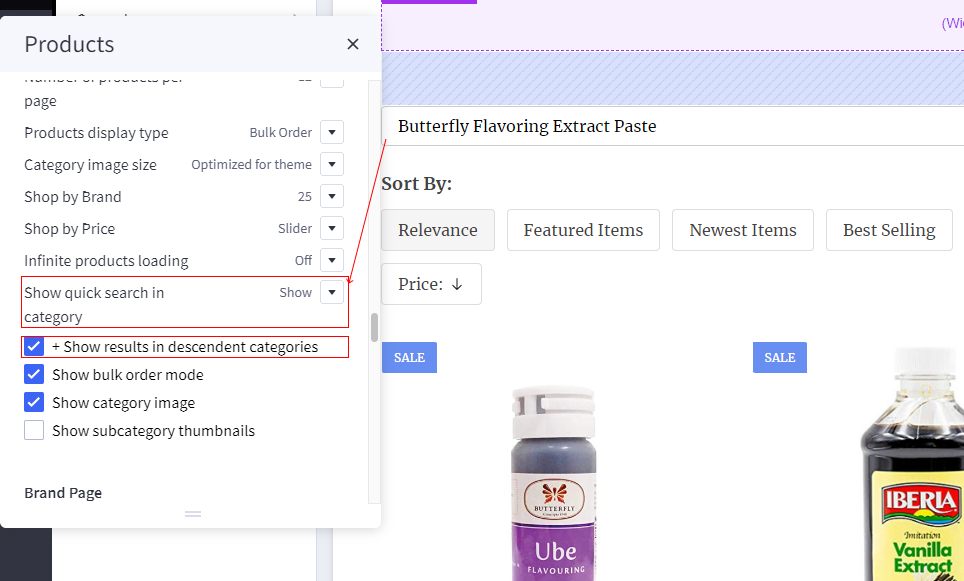 Products
Number of products per
page
Products display type Bulk Order
Category image size Optimized for theme
Shop by Brand 25
Shop by Price Slider
Infinite products loading Off
Show quick search in Show
category
+ Show results in descendent categories
Show bulk order mode
Show category image
Show subcategory thumbnails
Brand Page
(Wi
Butterfly Flavoring Extract Paste
Sort By:
Relevance Featured Items Newest Items Best Selling
Price: ↓
SALE SALE
BUTTERFLY
Ube
FLAVOURING
IBERIA
Imitation
Vanilla
Extract